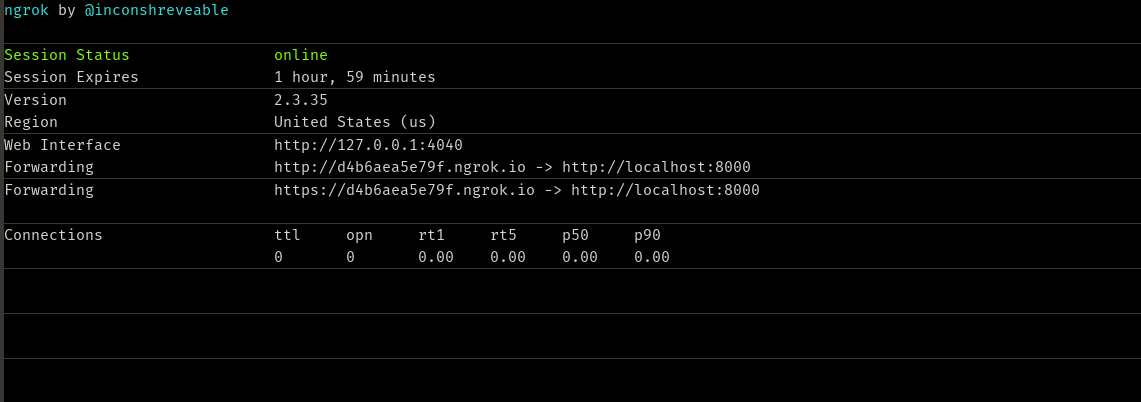 ngrok by @inconshreveable
Session Status online
Session Expires 1 hour, 59 minutes
Version 2.3.35
Region United States (us)
Web Interface http://127.0.0.1:4040
Forwarding http://d4b6aea5e79f.ngrok.io -> http://localhost:8000
Forwarding https://d4b6aea5e79f.ngrok.io -> http://localhost:8000
Connections ttl opn rt1 rt5 p50 p90
0 0 0.00 0.00 0.00 0.00